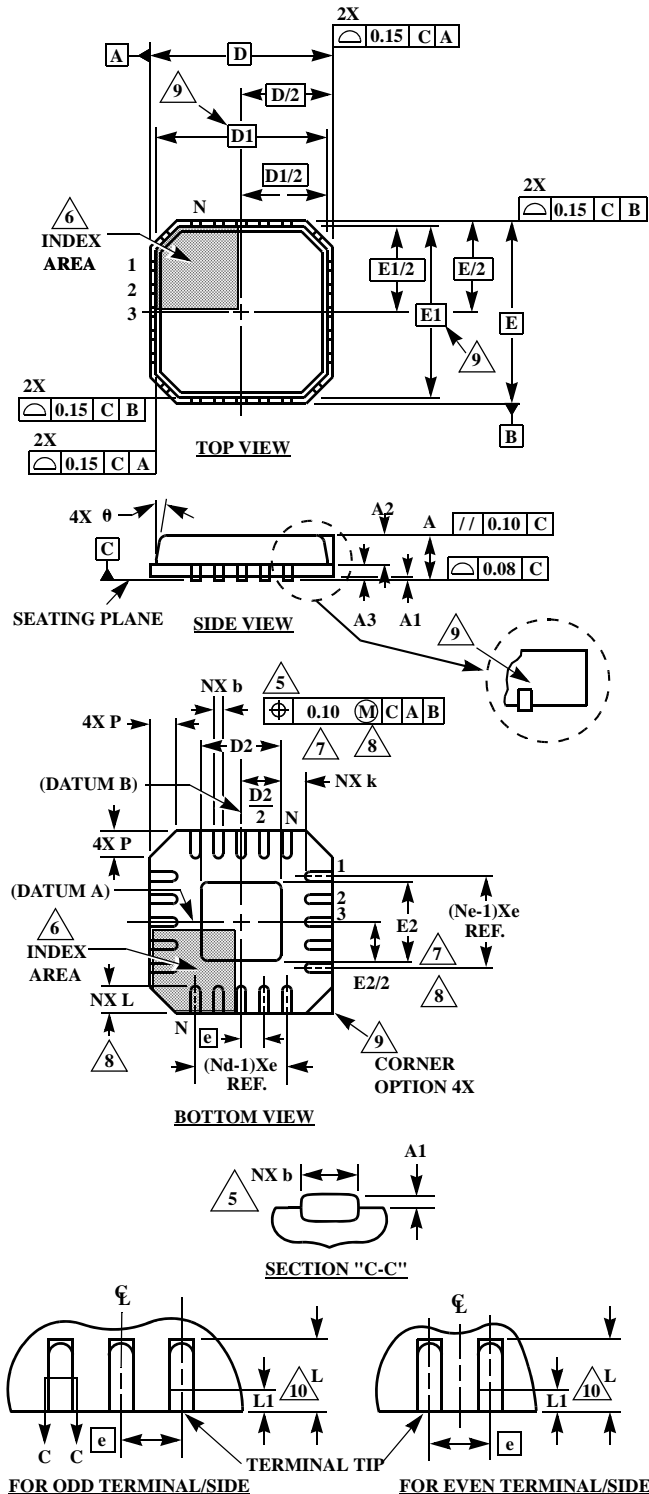 2X
0.15 C A
A
D
9
D/2
D1
D1/2
2X
0.15 C B
6
INDEX
AREA
N
1
2
3
E1/2
E/2
E1
E
9
2X
0.15 C B
B
2X
0.15 C A
TOP VIEW
4X θ
A2
A
// 0.10 C
C
0.08 C
SEATING PLANE
SIDE VIEW
A3
A1
9
NX b
5
0.10 M C A B
4X P
D2
7
8
(DATUM B)
D2
2
N
NX k
4X P
1
(DATUM A)
2
3
(Ne-1)Xe
REF.
6
INDEX
AREA
E2
7
E2/2
8
NX L
N
e
9
8
(Nd-1)Xe
REF.
CORNER
OPTION 4X
BOTTOM VIEW
A1
NX b
5
SECTION "C-C"
C
L
C
L
L
10
L1
L
10
L1
C
C
e
e
TERMINAL TIP
FOR ODD TERMINAL/SIDE
FOR EVEN TERMINAL/SIDE